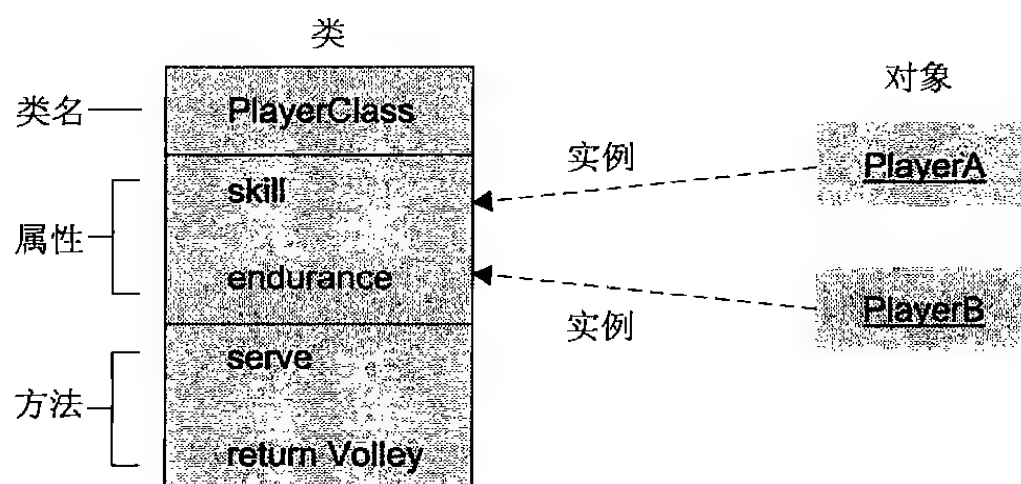 类
对象
类名
PlayerClass
实例
PlayerA
skill
属性
endurance
实例
PlayerB
serve
方法
return Volley